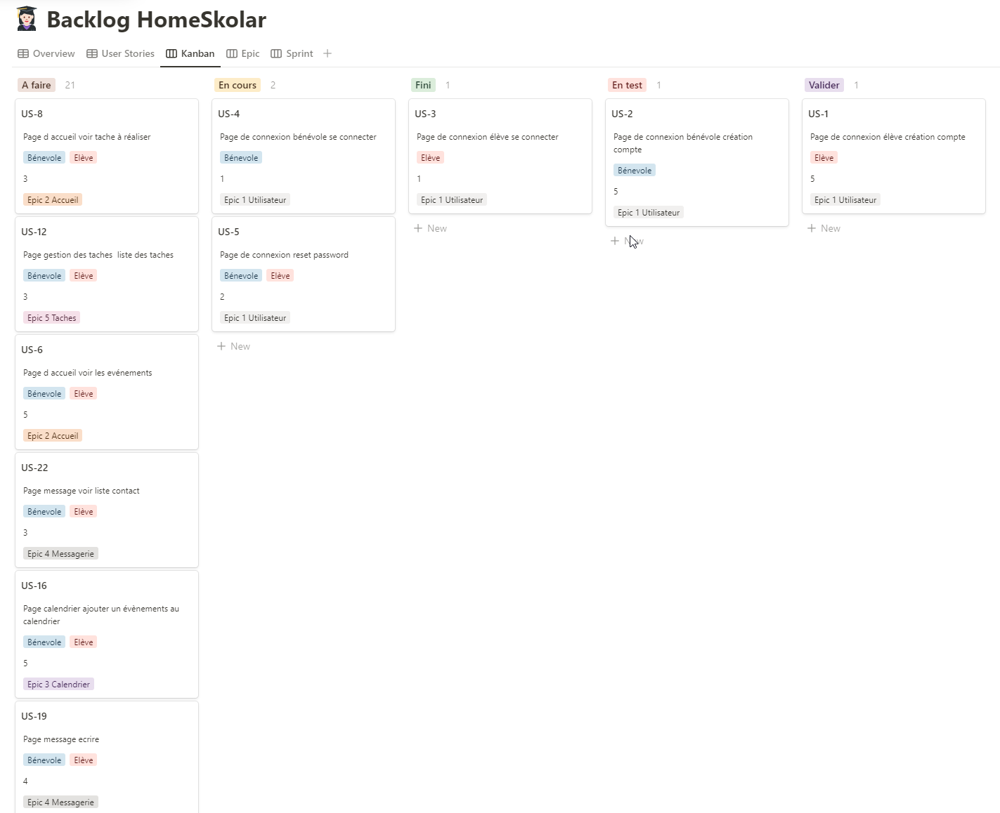 Backlog HomeSkolar
Overview User Stories Kanban Epic Sprint
A faire 21
US-8
Page d accueil voir tache à réaliser
Bénevole Elève
3
Epic 2 Accueil
US-12
Page gestion des taches  liste des taches
Bénevole Elève
3
Epic 5 Taches
US-6
Page d accueil voir les evénements
Bénevole Elève
5
Epic 2 Accueil
US-22
Page message voir liste contact
Bénevole Elève
3
Epic 4 Messagerie
US-16
Page calendrier ajouter un évènements au
calendrier
Bénevole Elève
5
Epic 3 Calendrier
US-19
Page message ecrire
Bénevole Elève
4
Epic 4 Messagerie
En cours 2
US-4
Page de connexion bénévole se connecter
Bénevole
1
Epic 1 Utilisateur
US-5
Page de connexion reset password
Bénevole Elève
2
Epic 1 Utilisateur
+ New
Fini 1
US-3
Page de connexion élève se connecter
Elève
1
Epic 1 Utilisateur
+ New
En test 1
US-2
Page de connexion bénévole création
compte
Bénevole
5
Epic 1 Utilisateur
+ New
Valider 1
US-1
Page de connexion élève création compte
Elève
5
Epic 1 Utilisateur
+ New